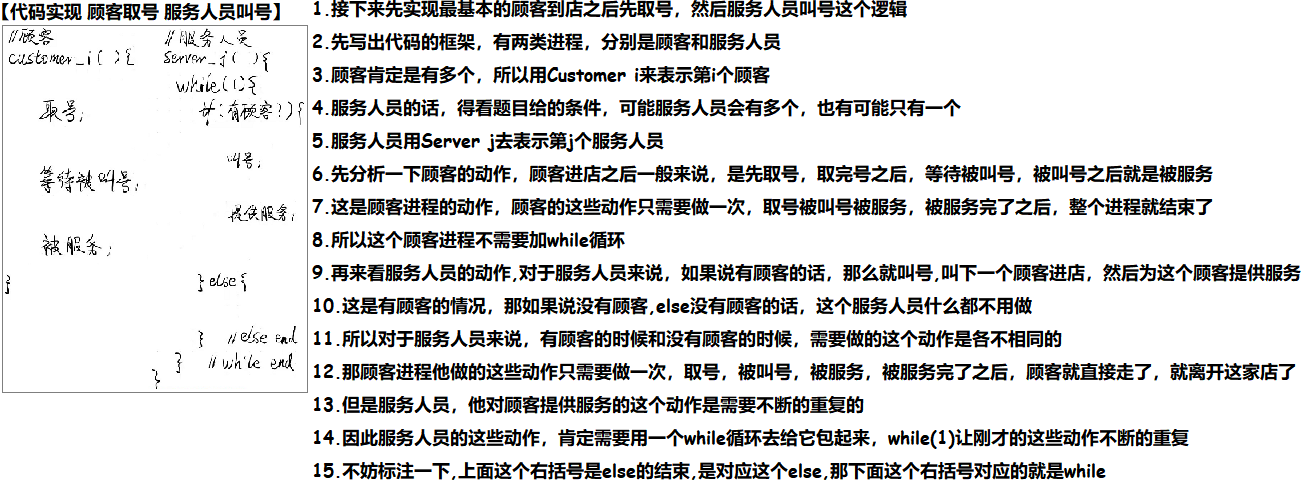 【代码实现 顾客取号 服务人员叫号】
//顾客 //服务人员
customer_i( ){ server_j( ){
while(1){
取号; if(有顾客?){
叫号;
等待被叫号;
提供服务;
被服务;
} }else{
} //else end
} //while end
}
1.接下来先实现最基本的顾客到店之后先取号，然后服务人员叫号这个逻辑
2.先写出代码的框架，有两类进程，分别是顾客和服务人员
3.顾客肯定是有多个，所以用Customer i来表示第i个顾客
4.服务人员的话，得看题目给的条件，可能服务人员会有多个，也有可能只有一个
5.服务人员用Server j去表示第j个服务人员
6.先分析一下顾客的动作，顾客进店之后一般来说，是先取号，取完号之后，等待被叫号，被叫号之后就是被服务
7.这是顾客进程的动作，顾客的这些动作只需要做一次，取号被叫号被服务，被服务完了之后，整个进程就结束了
8.所以这个顾客进程不需要加while循环
9.再来看服务人员的动作,对于服务人员来说，如果说有顾客的话，那么就叫号,叫下一个顾客进店，然后为这个顾客提供服务
10.这是有顾客的情况，那如果说没有顾客,else没有顾客的话，这个服务人员什么都不用做
11.所以对于服务人员来说，有顾客的时候和没有顾客的时候，需要做的这个动作是各不相同的
12.那顾客进程他做的这些动作只需要做一次，取号，被叫号，被服务，被服务完了之后，顾客就直接走了，就离开这家店了
13.但是服务人员，他对顾客提供服务的这个动作是需要不断的重复的
14.因此服务人员的这些动作，肯定需要用一个while循环去给它包起来，while(1)让刚才的这些动作不断的重复
15.不妨标注一下,上面这个右括号是else的结束,是对应这个else,那下面这个右括号对应的就是while